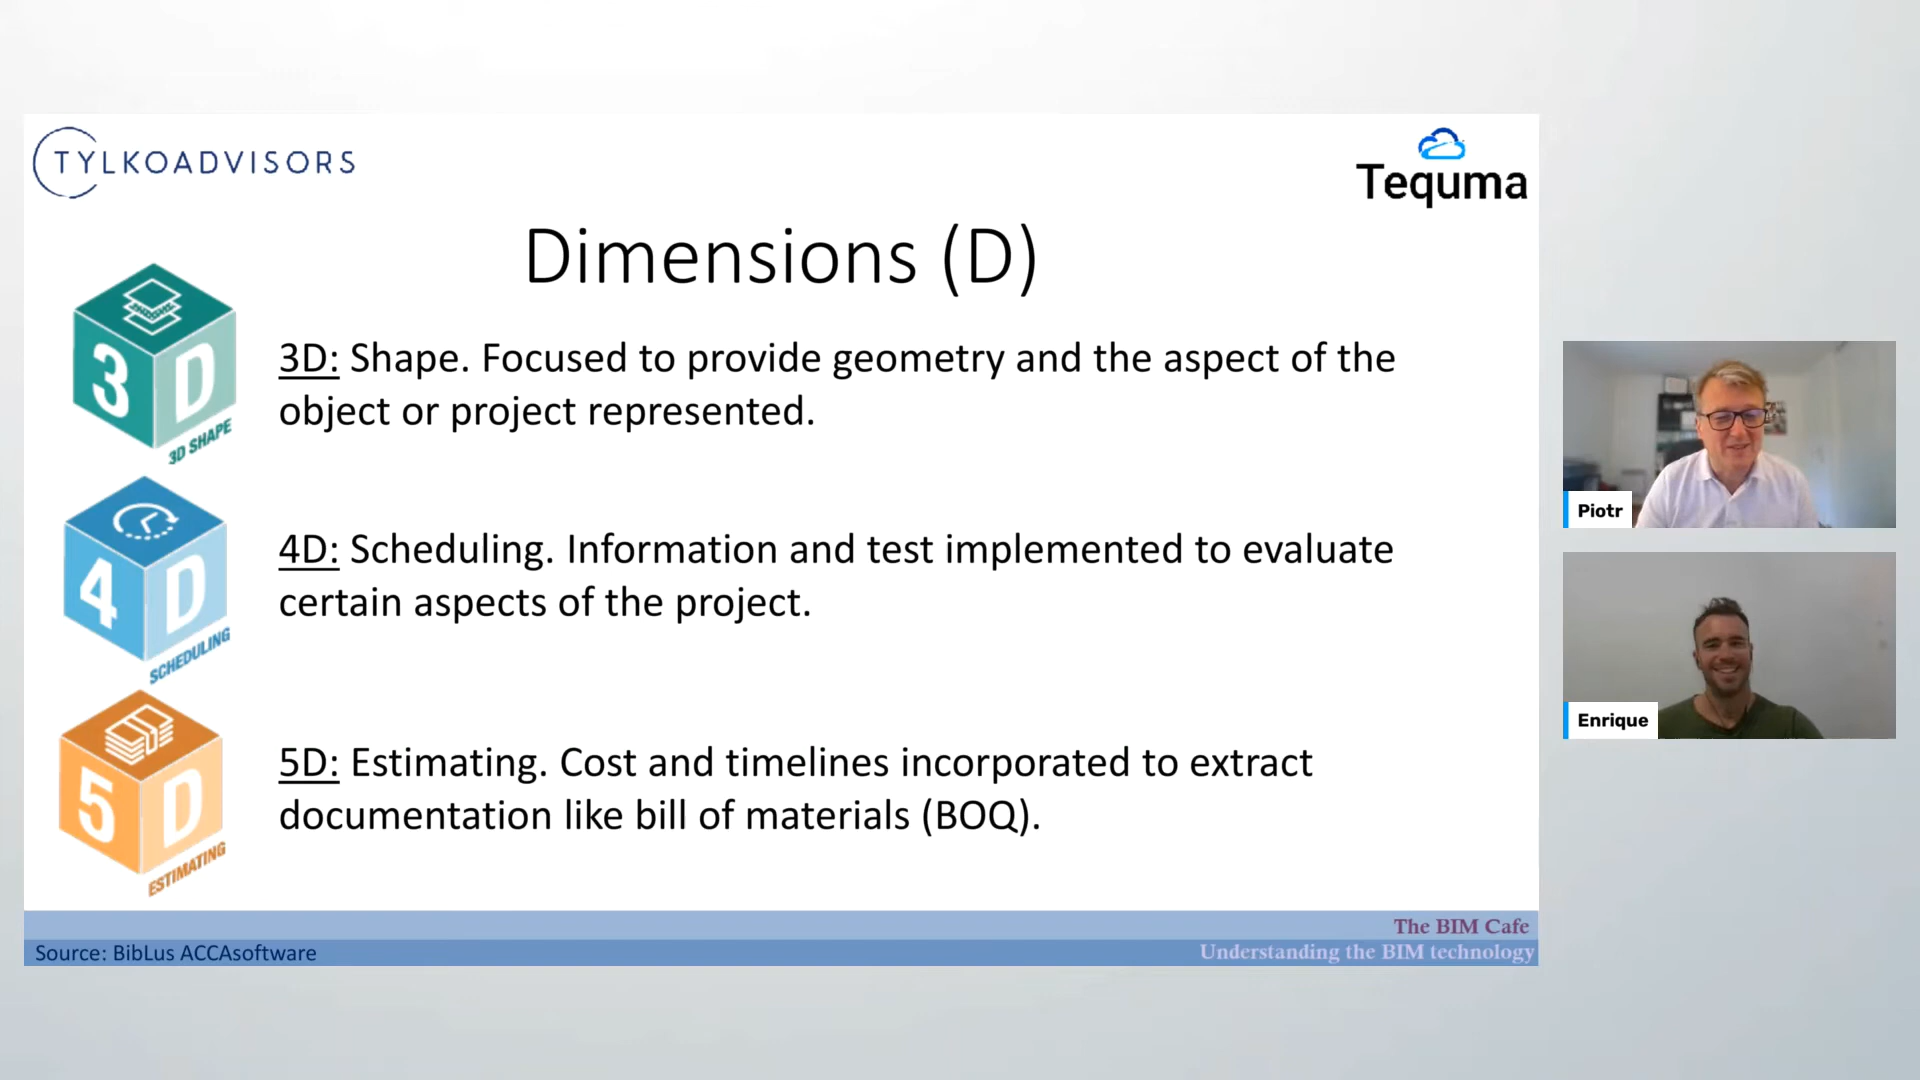 TYLKOADVISORS
Tequma
Dimensions (D)
3 D
3D SHAPE
3D: Shape. Focused to provide geometry and the aspect of the
object or project represented.
4 D
SCHEDULING
4D: Scheduling. Information and test implemented to evaluate
certain aspects of the project.
5 D
ESTIMATING
5D: Estimating. Cost and timelines incorporated to extract
documentation like bill of materials (BOQ).
Piotr
Enrique
The BIM Cafe
Source: BibLus ACCAsoftware
Understanding the BIM technology